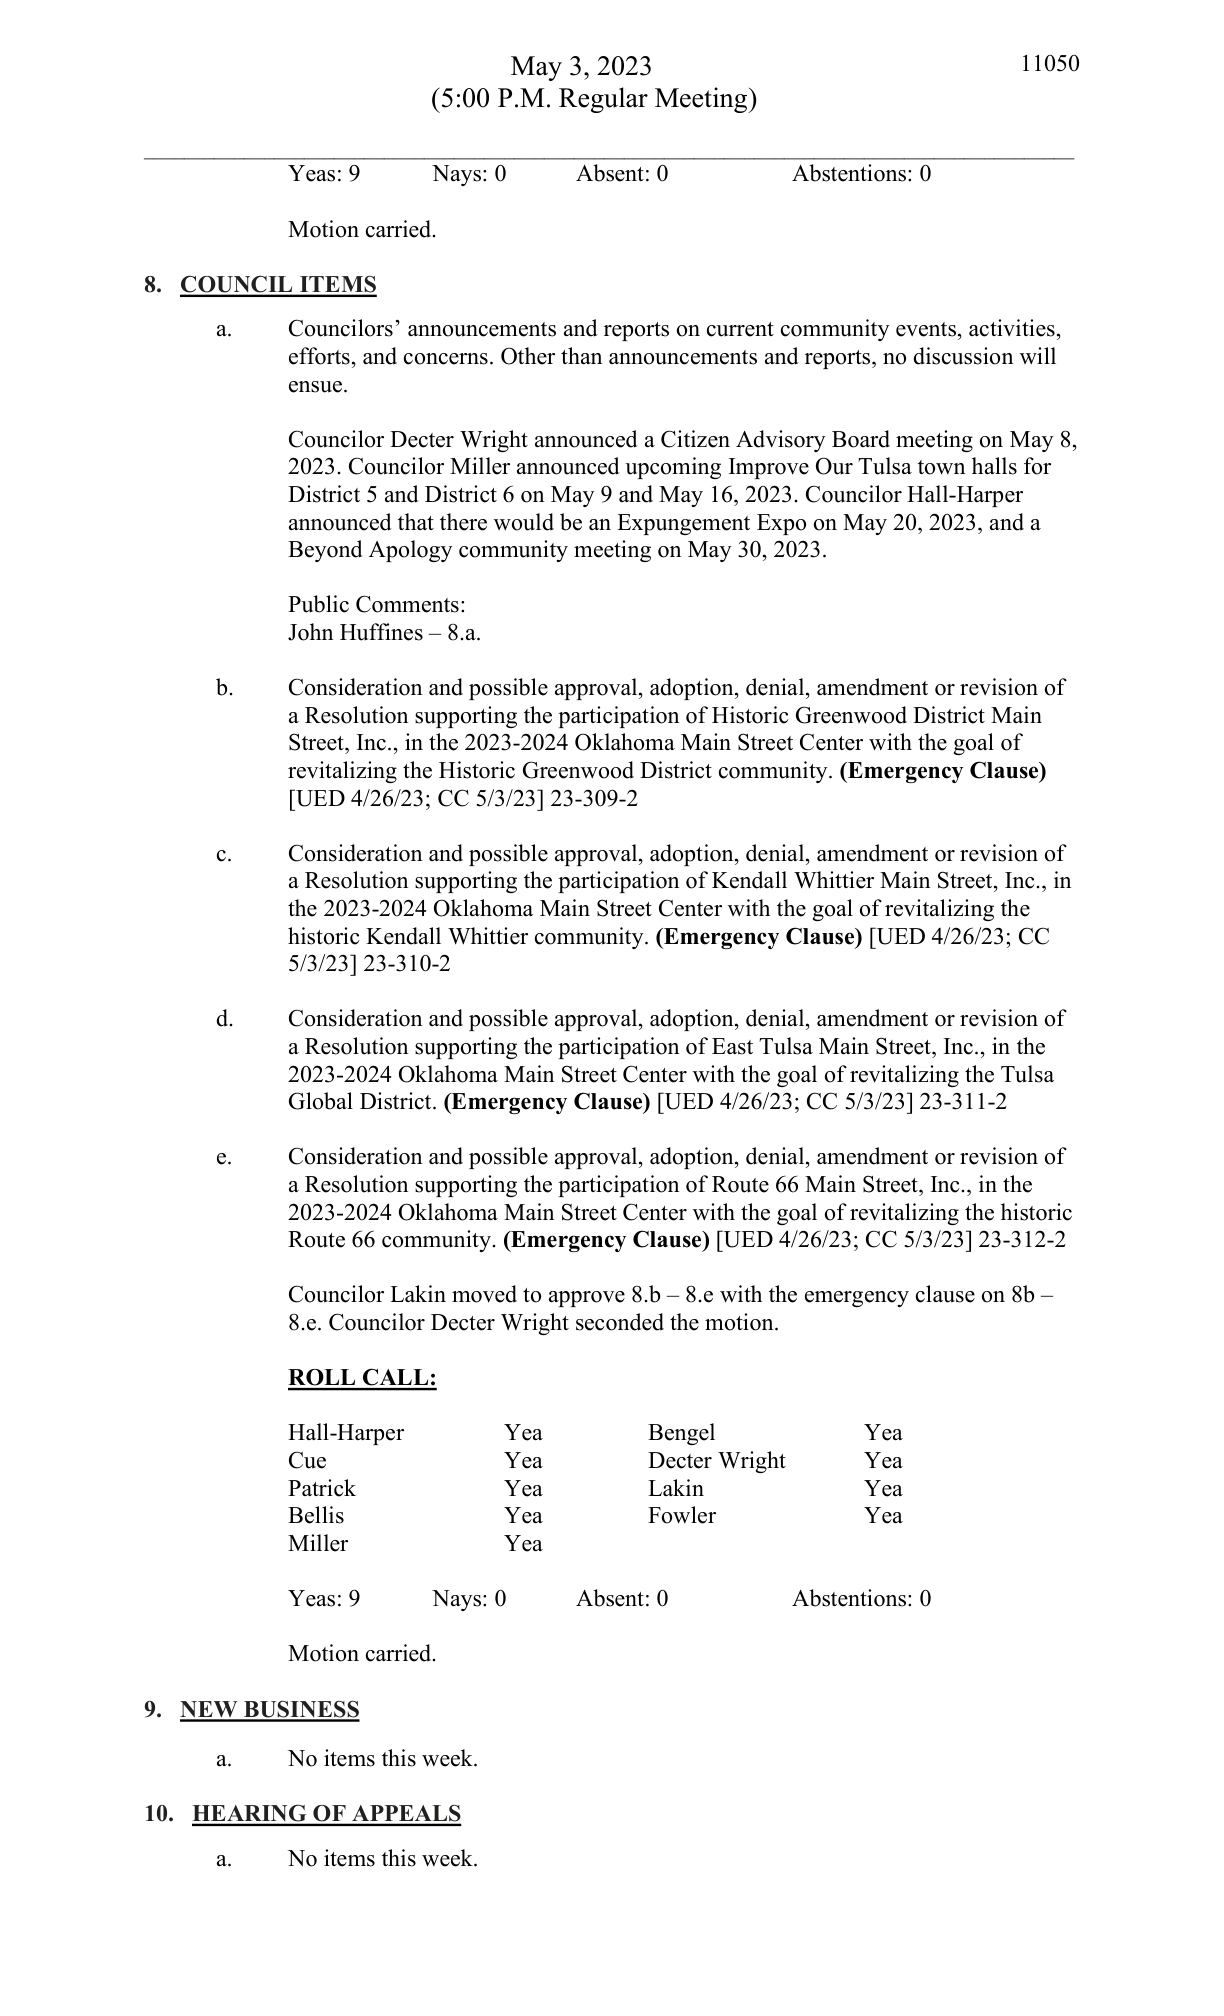 May 3, 2023 11050
(5:00 P.M. Regular Meeting)
Yeas: 9 Nays: 0 Absent: 0 Abstentions: 0
Motion carried.
8. COUNCIL ITEMS
a. Councilors’ announcements and reports on current community events, activities,
efforts, and concerns. Other than announcements and reports, no discussion will
ensue.
Councilor Decter Wright announced a Citizen Advisory Board meeting on May 8,
2023. Councilor Miller announced upcoming Improve Our Tulsa town halls for
District 5 and District 6 on May 9 and May 16, 2023. Councilor Hall-Harper
announced that there would be an Expungement Expo on May 20, 2023, and a
Beyond Apology community meeting on May 30, 2023.
Public Comments:
John Huffines – 8.a.
b. Consideration and possible approval, adoption, denial, amendment or revision of
a Resolution supporting the participation of Historic Greenwood District Main
Street, Inc., in the 2023-2024 Oklahoma Main Street Center with the goal of
revitalizing the Historic Greenwood District community. (Emergency Clause)
[UED 4/26/23; CC 5/3/23] 23-309-2
c. Consideration and possible approval, adoption, denial, amendment or revision of
a Resolution supporting the participation of Kendall Whittier Main Street, Inc., in
the 2023-2024 Oklahoma Main Street Center with the goal of revitalizing the
historic Kendall Whittier community. (Emergency Clause) [UED 4/26/23; CC
5/3/23] 23-310-2
d. Consideration and possible approval, adoption, denial, amendment or revision of
a Resolution supporting the participation of East Tulsa Main Street, Inc., in the
2023-2024 Oklahoma Main Street Center with the goal of revitalizing the Tulsa
Global District. (Emergency Clause) [UED 4/26/23; CC 5/3/23] 23-311-2
e. Consideration and possible approval, adoption, denial, amendment or revision of
a Resolution supporting the participation of Route 66 Main Street, Inc., in the
2023-2024 Oklahoma Main Street Center with the goal of revitalizing the historic
Route 66 community. (Emergency Clause) [UED 4/26/23; CC 5/3/23] 23-312-2
Councilor Lakin moved to approve 8.b – 8.e with the emergency clause on 8b –
8.e. Councilor Decter Wright seconded the motion.
ROLL CALL:
Hall-Harper Yea Bengel Yea
Cue Yea Decter Wright Yea
Patrick Yea Lakin Yea
Bellis Yea Fowler Yea
Miller Yea
Yeas: 9 Nays: 0 Absent: 0 Abstentions: 0
Motion carried.
9. NEW BUSINESS
a. No items this week.
10. HEARING OF APPEALS
a. No items this week.